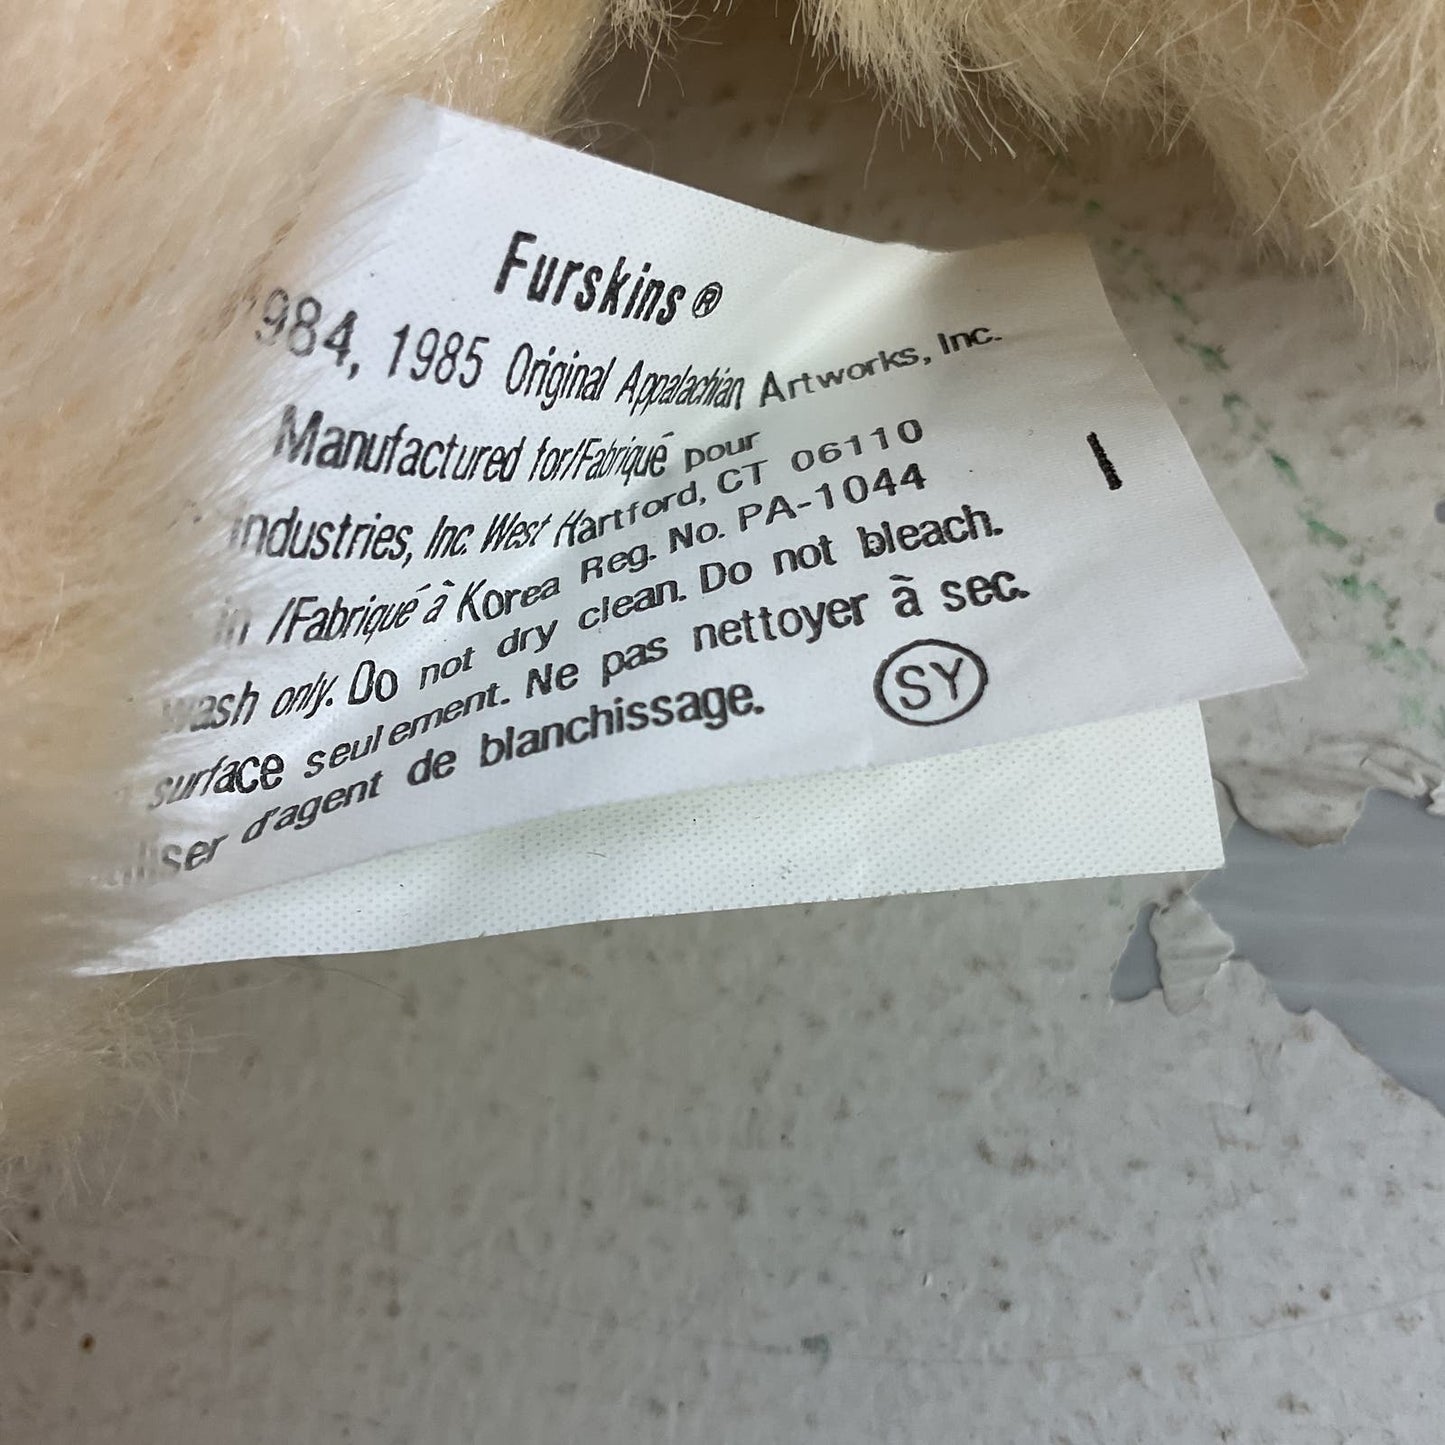 Furskins®
1984, 1985 Original Appalachian Artworks, Inc.
Manufactured for/Fabriqué pour
Industries, Inc. West Hartford, CT 06110
in /Fabriqué à Korea Reg. No. PA-1044
wash only. Do not dry clean. Do not bleach.
surface seulement. Ne pas nettoyer à sec.
d'agent de blanchissage.
SY
I